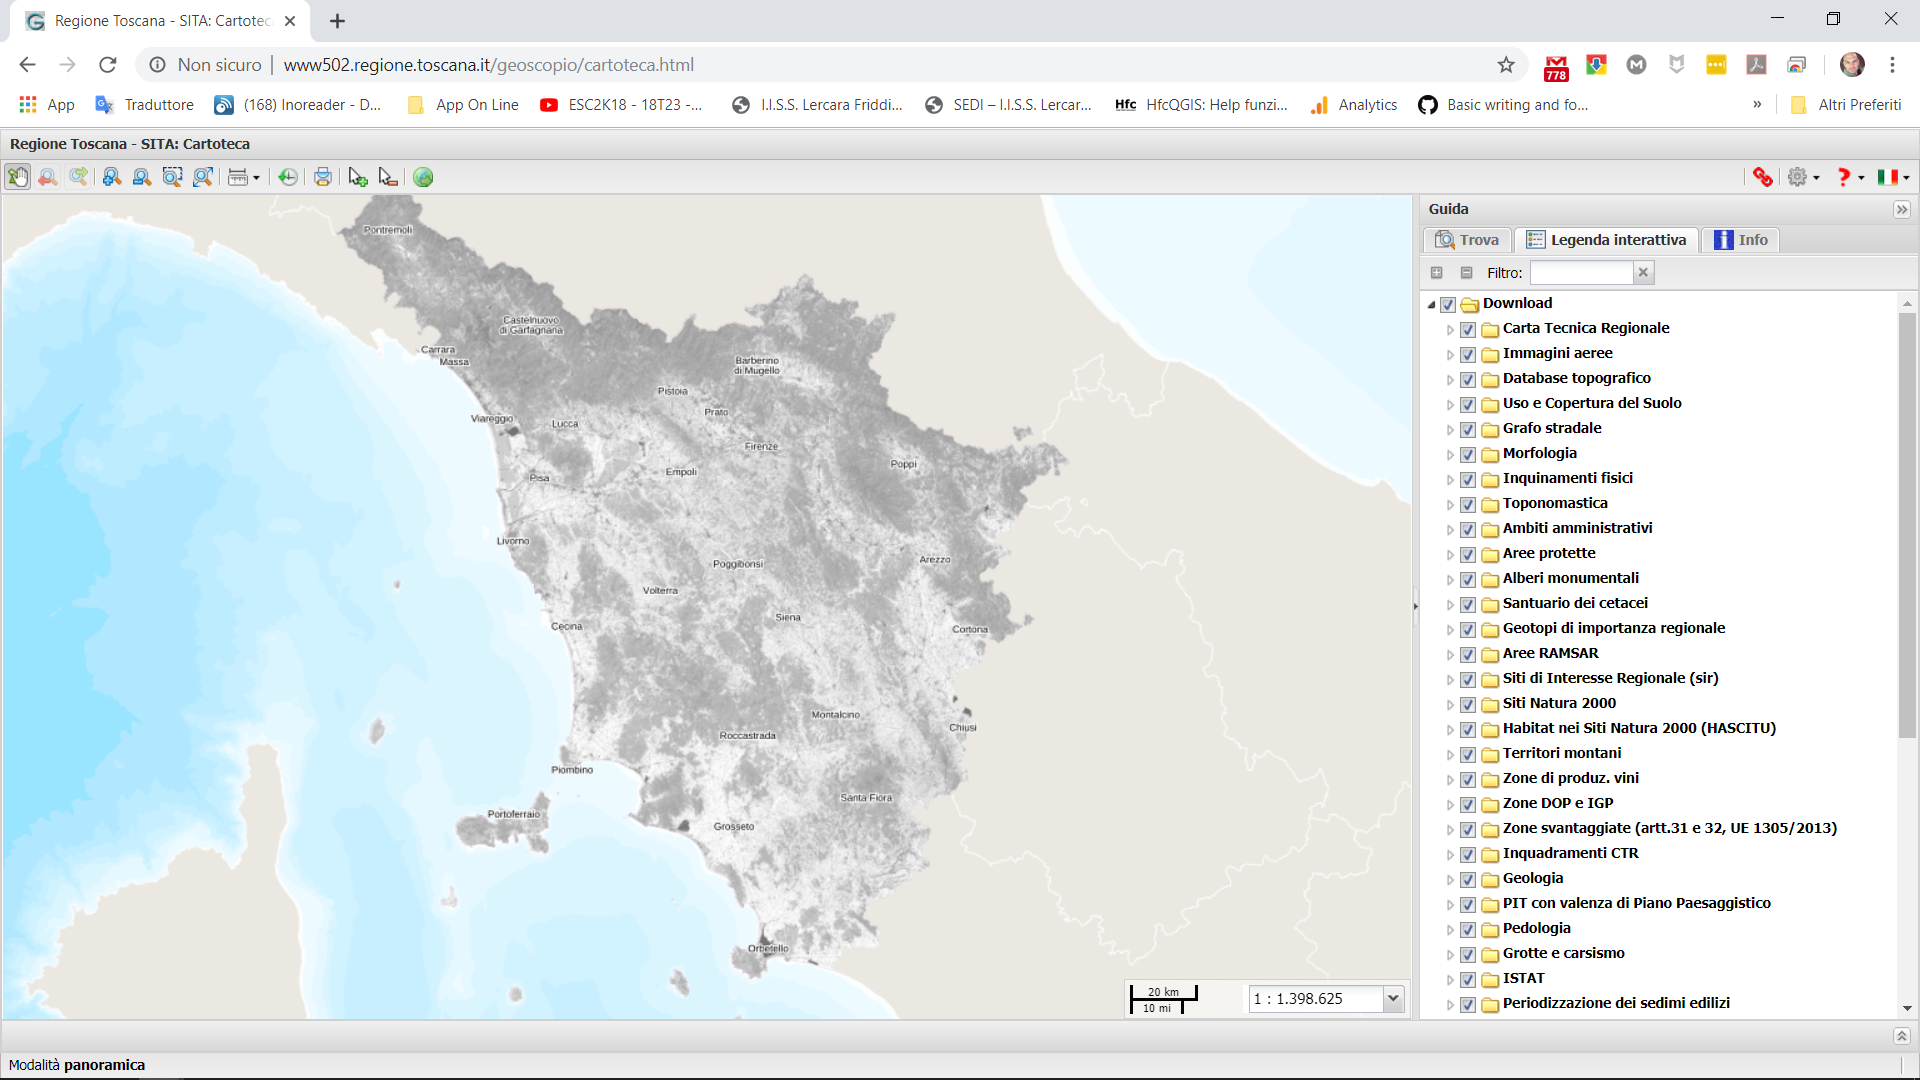 Regione Toscana - SITA: Cartotec
Non sicuro | www502.regione.toscana.it/geoscopio/cartoteca.html
778
App
Traduttore
(168) Inoreader - D...
App On Line
ESC2K18 - 18T23 -...
I.I.S.S. Lercara Friddi...
SEDI – I.I.S.S. Lercar...
Hfc HfcQGIS: Help funzi...
Analytics
Basic writing and fo...
»
Altri Preferiti
Regione Toscana - SITA: Cartoteca
Pontremoli
Castelnuovo
di Garfagnana
Carrara
Massa
Barberino
di Mugello
Pistoia
Prato
Viareggio
Lucca
Firenze
Poppi
Empoli
Pisa
Livorno
Arezzo
Poggibonsi
Volterra
Siena
Cecina
Cortona
Montalcino
Chiusi
Roccastrada
Piombino
Santa Fiora
Portoferraio
Grosseto
Orbetello
20 km
10 mi
1 : 1.398.625
Guida
Trova
Legenda interattiva
Info
Filtro:
Download
Carta Tecnica Regionale
Immagini aeree
Database topografico
Uso e Copertura del Suolo
Grafo stradale
Morfologia
Inquinamenti fisici
Toponomastica
Ambiti amministrativi
Aree protette
Alberi monumentali
Santuario dei cetacei
Geotopi di importanza regionale
Aree RAMSAR
Siti di Interesse Regionale (sir)
Siti Natura 2000
Habitat nei Siti Natura 2000 (HASCITU)
Territori montani
Zone di produz. vini
Zone DOP e IGP
Zone svantaggiate (artt.31 e 32, UE 1305/2013)
Inquadramenti CTR
Geologia
PIT con valenza di Piano Paesaggistico
Pedologia
Grotte e carsismo
ISTAT
Periodizzazione dei sedimi edilizi
Modalità panoramica